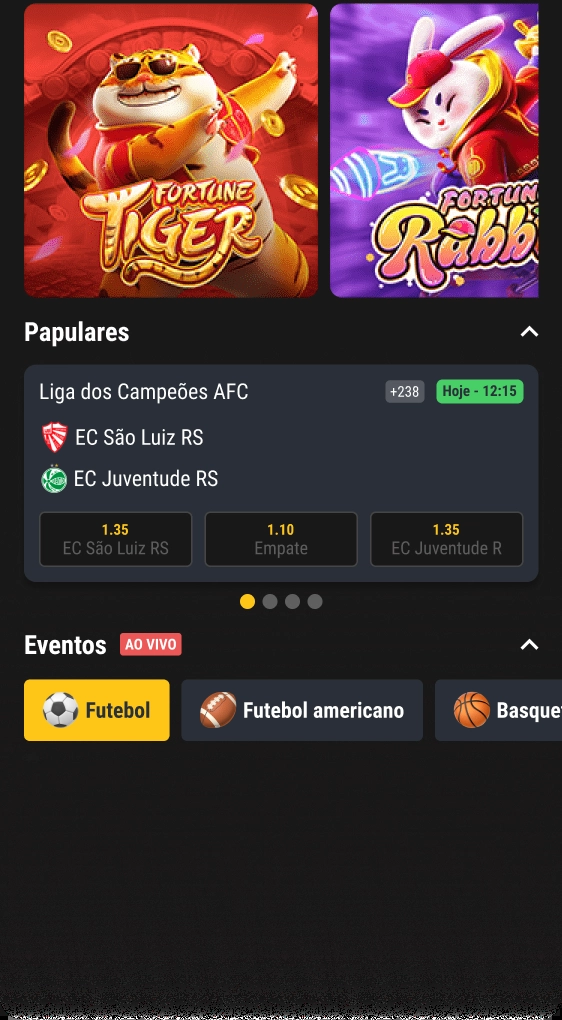 FORTUNE
TIGER
FORTUN
Rabb
Papulares
Liga dos Campeões AFC
+238
Hoje - 12:15
EC São Luiz RS
EC Juventude RS
1.35
EC São Luiz RS
1.10
Empate
1.35
EC Juventude R
Eventos
AO VIVO
Futebol
Futebol americano
Basque